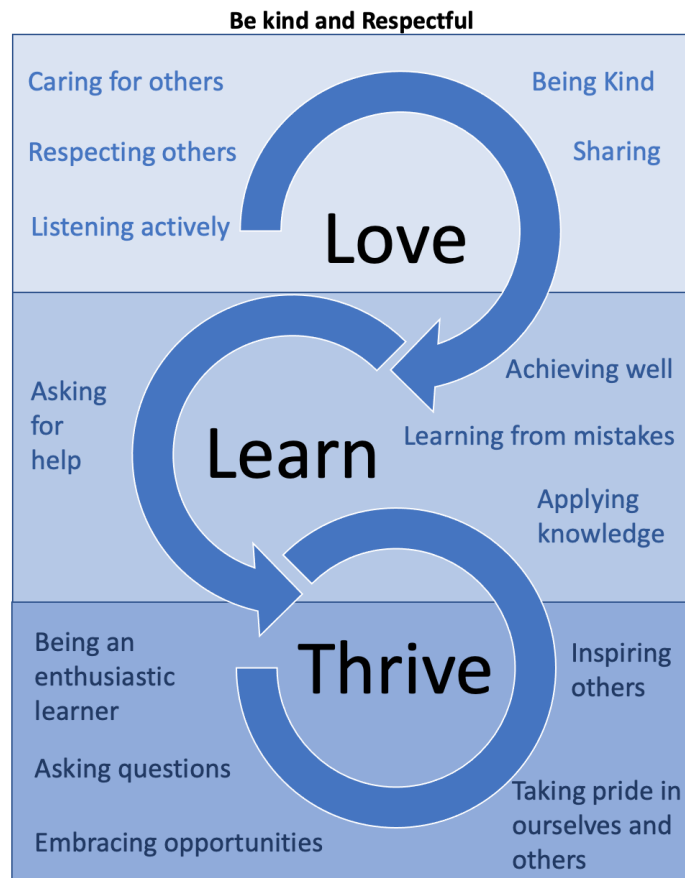 Be kind and Respectful
Caring for others
Being Kind
Respecting others
Sharing
Listening actively
Love
Asking
for
help
Learn
Achieving well
Learning from mistakes
Applying
knowledge
Being an
enthusiastic
learner
Thrive
Inspiring
others
Asking questions
Embracing opportunities
Taking pride in
ourselves and
others